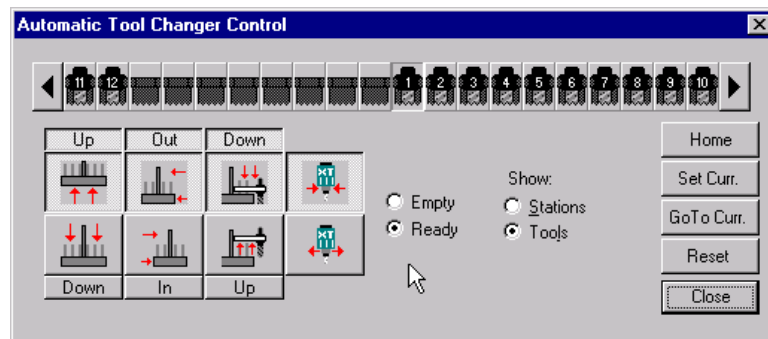 Automatic Tool Changer Control
11 12 1 2 3 4 5 6 7 8 9 10
Up Out Down
XT
XT
Down In Up
Empty
Ready
Show:
Stations
Tools
Home
Set Curr.
GoTo Curr.
Reset
Close